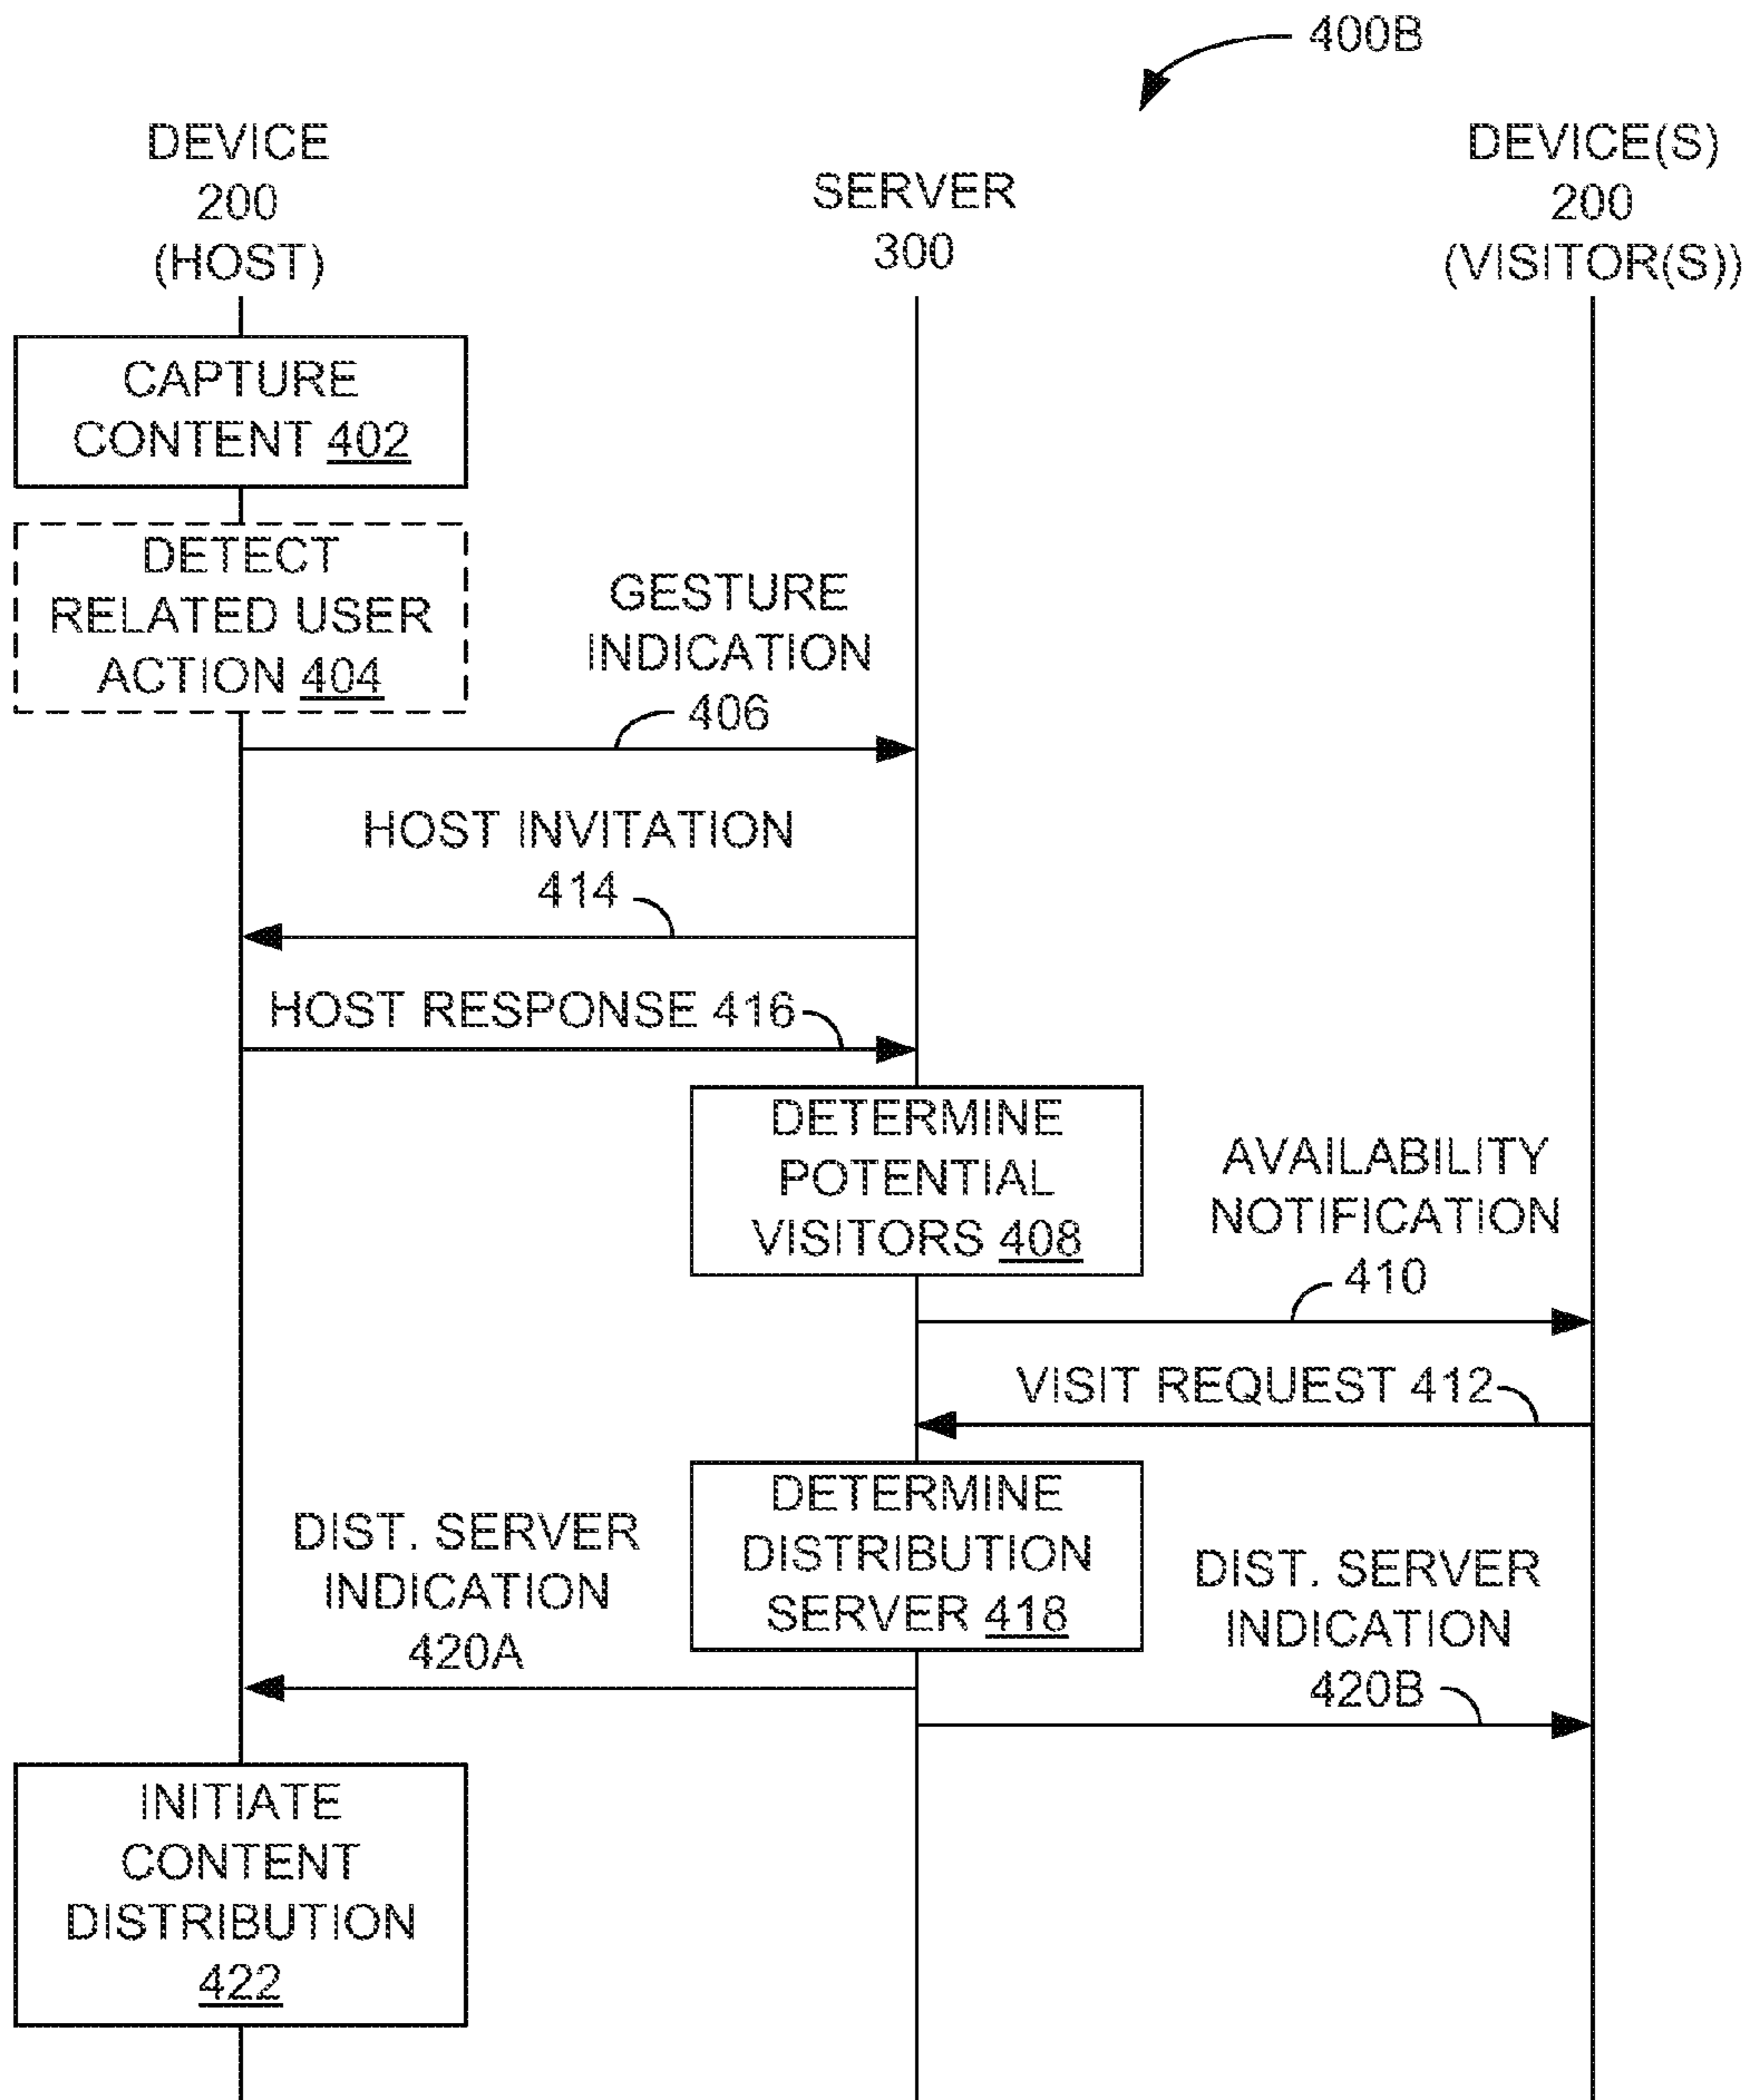 400B
DEVICE
200
(HOST)
SERVER
300
DEVICE(S)
200
(VISITOR(S))
CAPTURE
CONTENT 402
DETECT
RELATED USER
ACTION 404
GESTURE
INDICATION
406
HOST INVITATION
414
HOST RESPONSE 416
DETERMINE
POTENTIAL
VISITORS 408
AVAILABILITY
NOTIFICATION
410
VISIT REQUEST 412
DETERMINE
DISTRIBUTION
SERVER 418
DIST. SERVER
INDICATION
420A
DIST. SERVER
INDICATION
420B
INITIATE
CONTENT
DISTRIBUTION
422